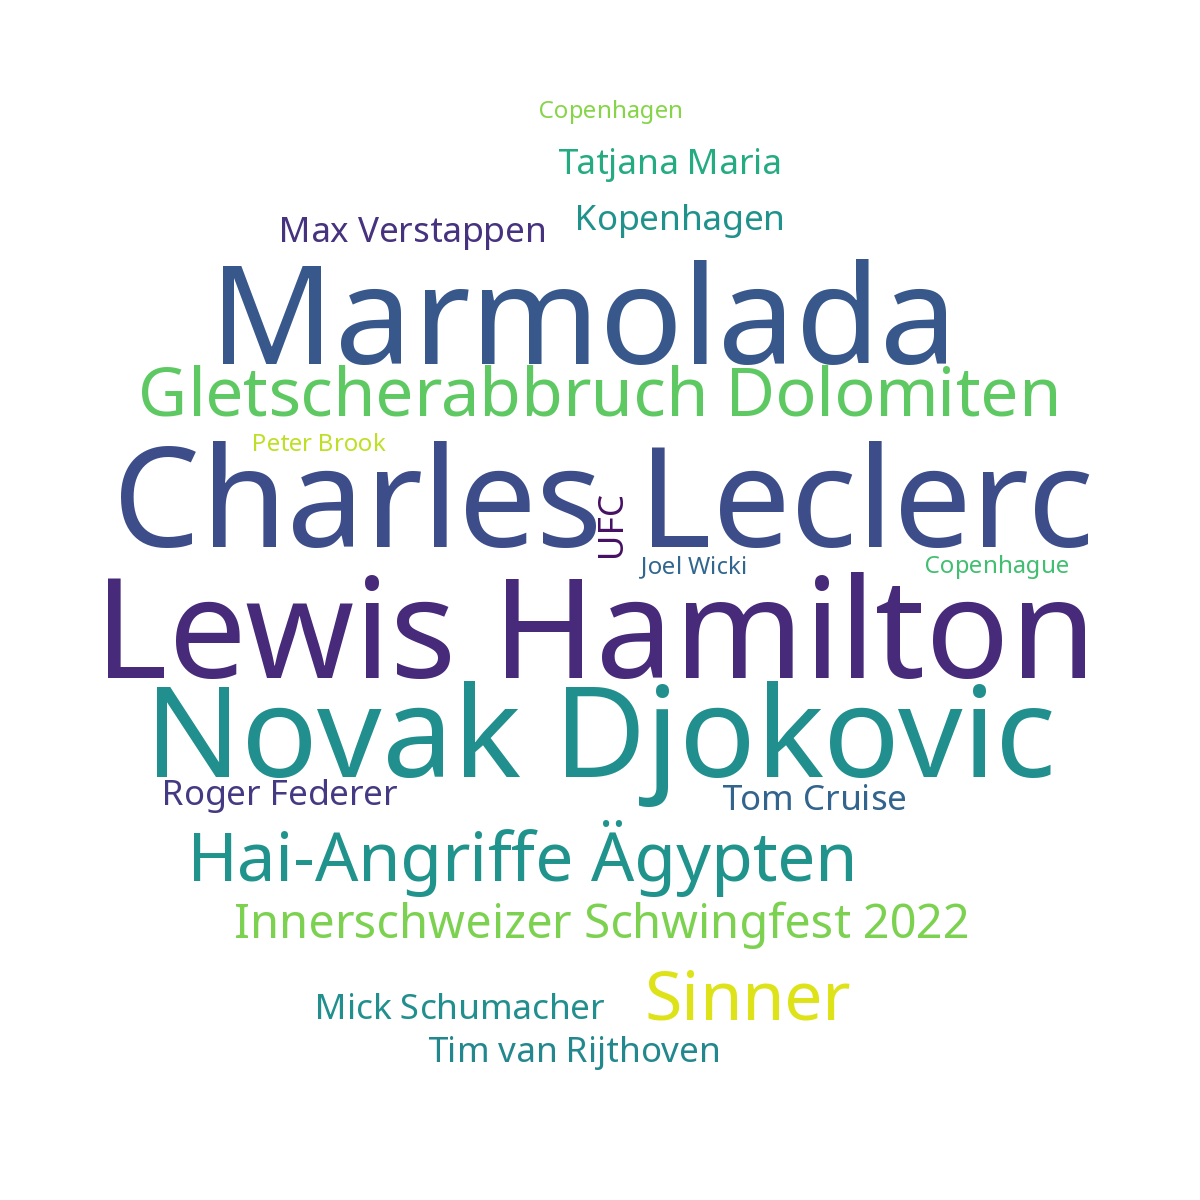 Copenhagen
Tatjana Maria
Max Verstappen
Kopenhagen
Marmolada
Gletscherabbruch Dolomiten
Peter Brook
Charles Leclerc
UFC
Joel Wicki
Copenhague
Lewis Hamilton
Novak Djokovic
Roger Federer
Tom Cruise
Hai-Angriffe Ägypten
Innerschweizer Schwingfest 2022
Sinner
Mick Schumacher
Tim van Rijthoven